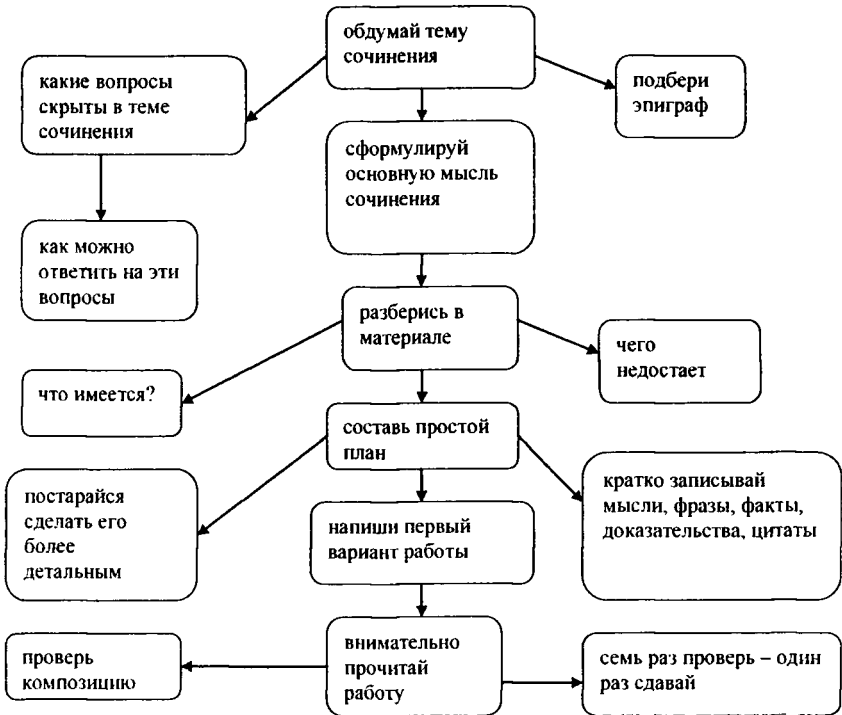 обдумай тему
сочинения
какие вопросы
скрыты в теме
сочинения
подбери
эпиграф
сформулируй
основную мысль
сочинения
как можно
ответить на эти
вопросы
разберись в
материале
чего
недостает
что имеется?
составь простой
план
постарайся
сделать его
более
детальным
кратко записывай
мысли, фразы, факты,
доказательства, цитаты
напиши первый
вариант работы
внимательно
прочитай
работу
проверь
композицию
семь раз проверь – один
раз сдавай